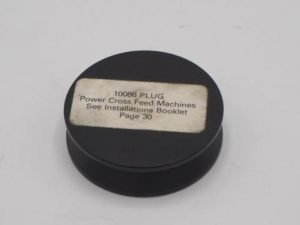 10086 PLUG
Power Cross Feed Machines
See Installations Booklet
Page 30